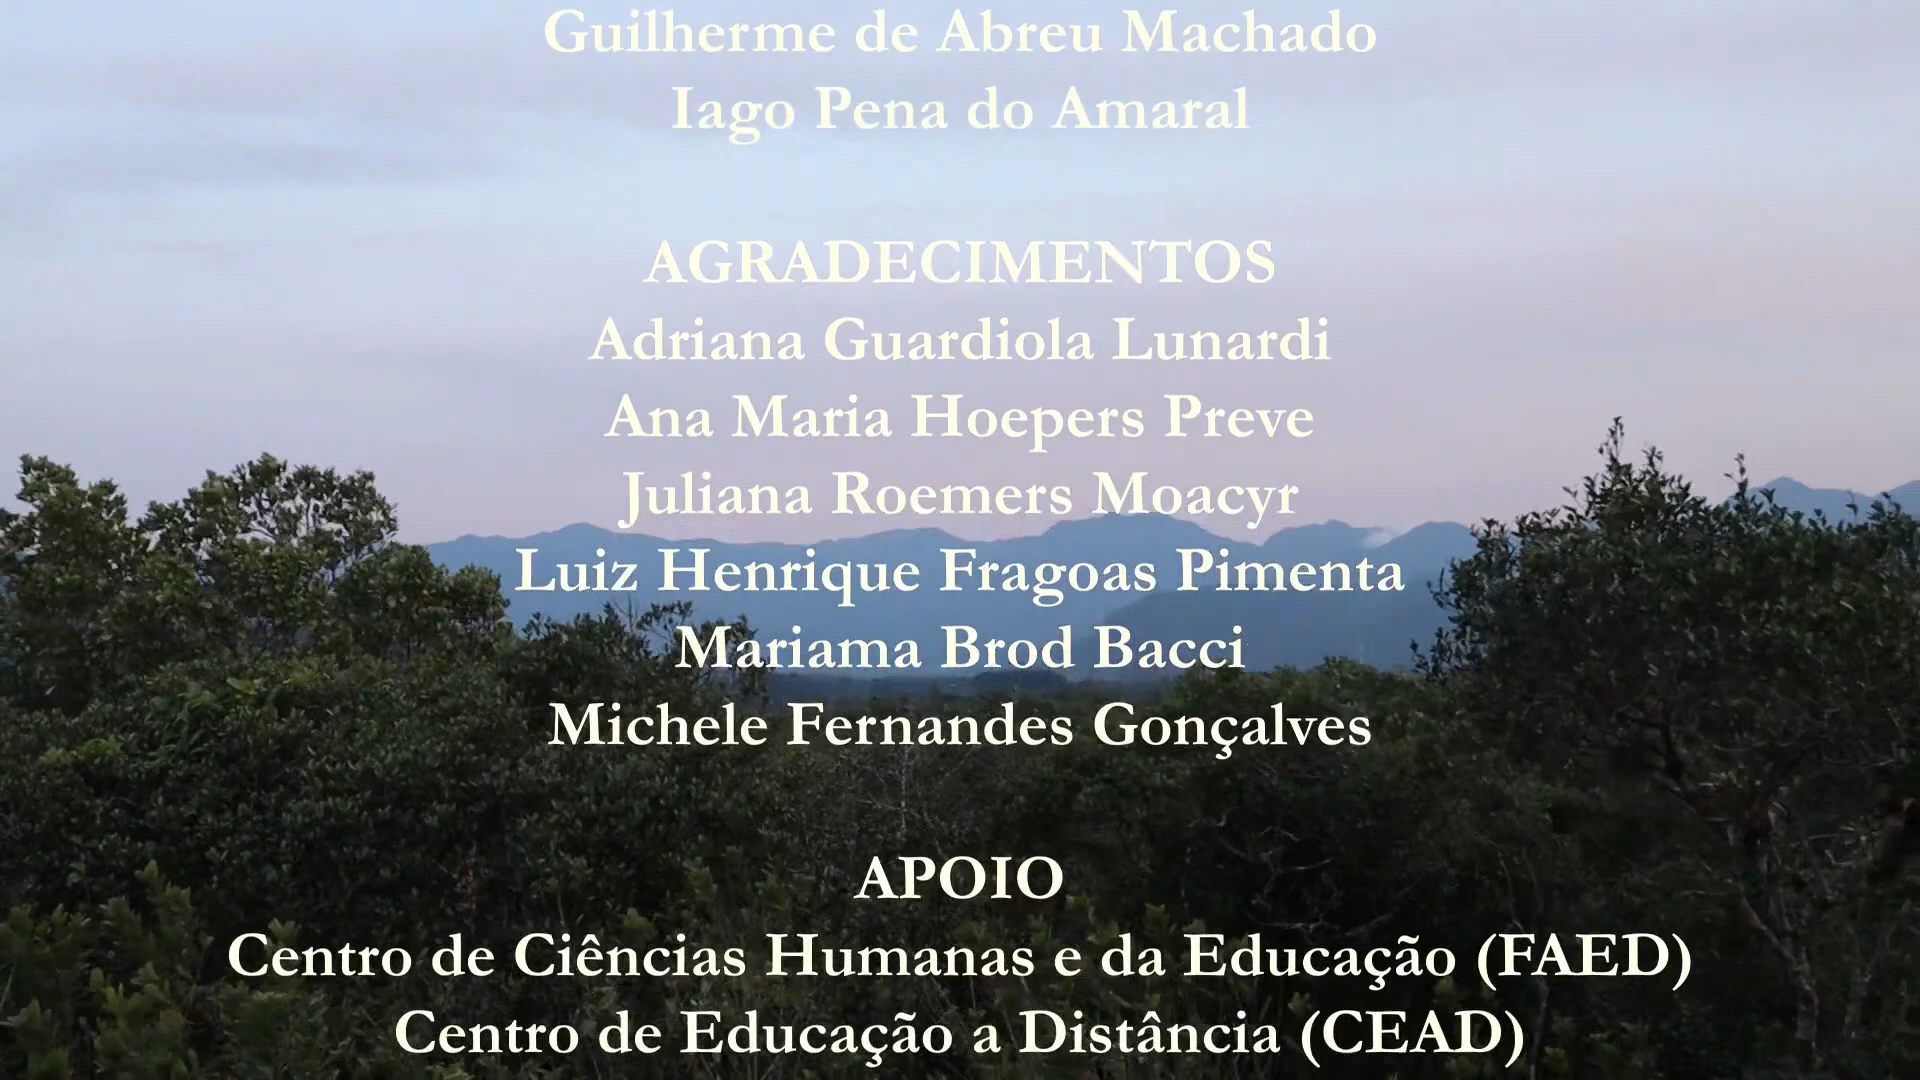 Guilherme de Abreu Machado
Iago Pena do Amaral
AGRADECIMENTOS
Adriana Guardiola Lunardi
Ana Maria Hoepers Preve
Juliana Roemers Moacyr
Luiz Henrique Fragoas Pimenta
Mariama Brod Bacci
Michele Fernandes Gonçalves
APOIO
Centro de Ciências Humanas e da Educação (FAED)
Centro de Educação a Distância (CEAD)